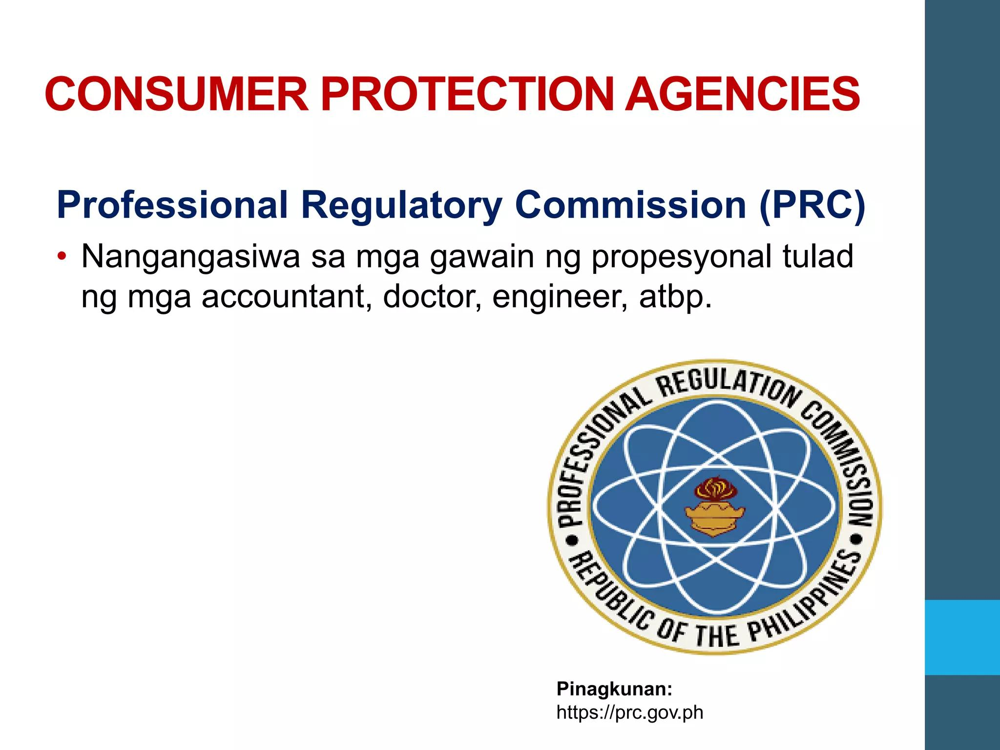 CONSUMER PROTECTION AGENCIES
Professional Regulatory Commission (PRC)
• Nangangasiwa sa mga gawain ng propesyonal tulad
ng mga accountant, doctor, engineer, atbp.
PROFESSIONAL REGULATION COMMISSION
• REPUBLIC OF THE PHILIPPINES •
Pinagkunan:
https://prc.gov.ph